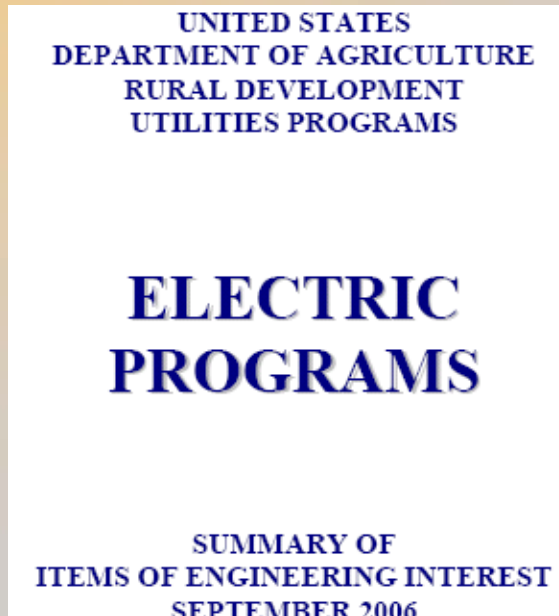 UNITED STATES
DEPARTMENT OF AGRICULTURE
RURAL DEVELOPMENT
UTILITIES PROGRAMS
ELECTRIC
PROGRAMS
SUMMARY OF
ITEMS OF ENGINEERING INTEREST
SEPTEMBER 2006